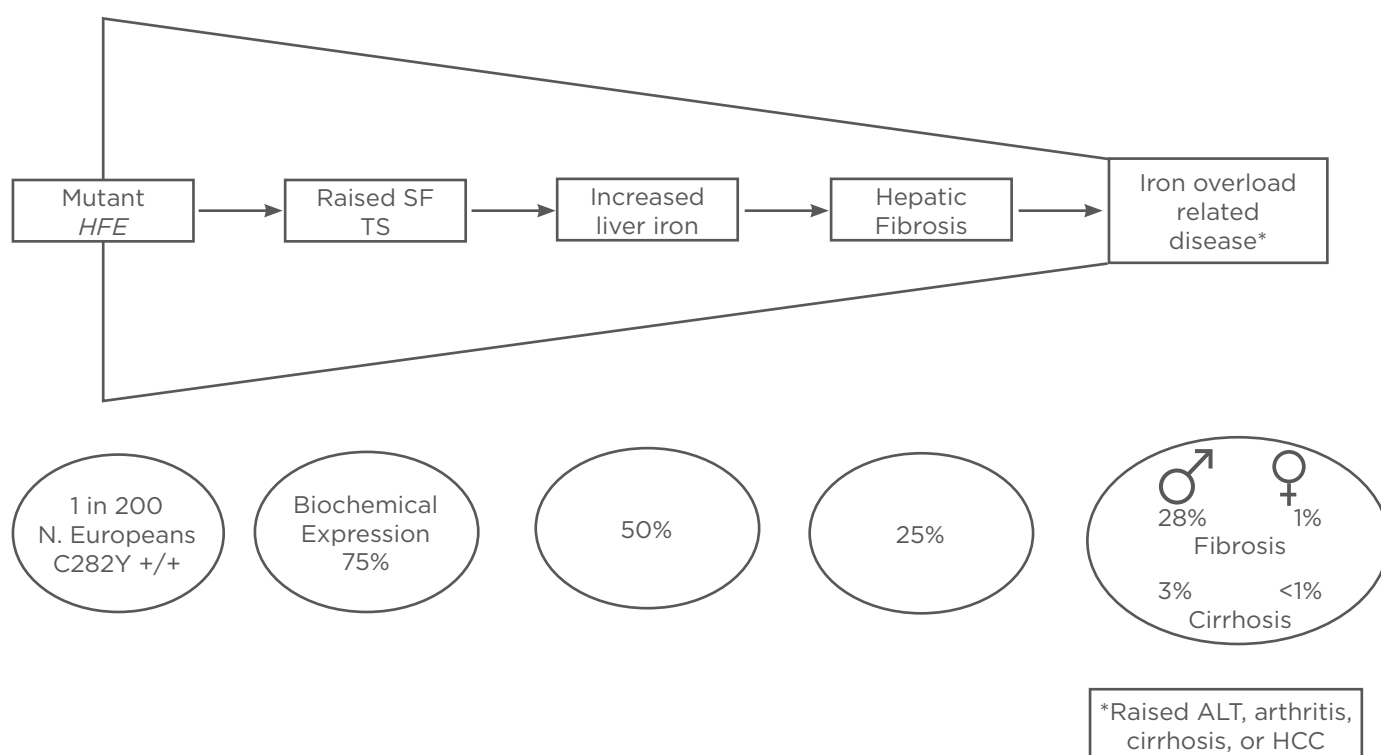 Mutant
HFE
Raised SF
TS
Increased
liver iron
Hepatic
Fibrosis
Iron overload
related
disease*
1 in 200
N. Europeans
C282Y +/+
Biochemical
Expression
75%
50%
25%
28% 1%
Fibrosis
3% <1%
Cirrhosis
*Raised ALT, arthritis,
cirrhosis, or HCC